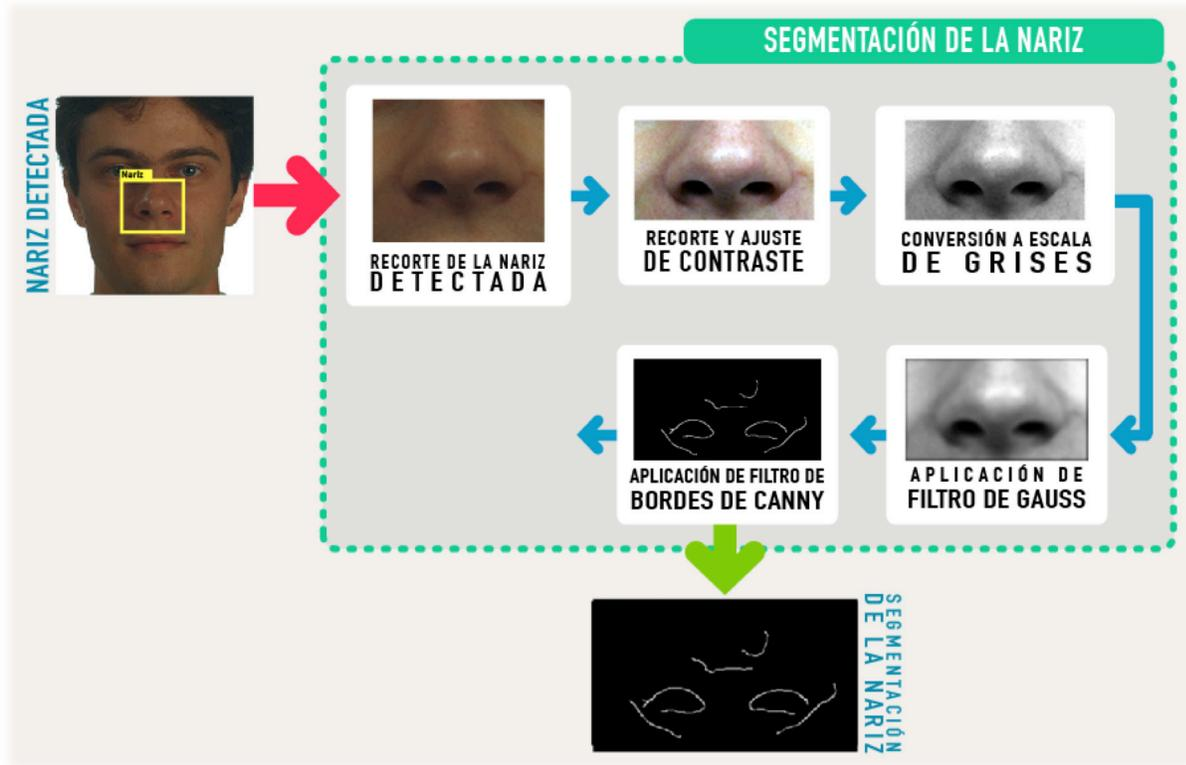 SEGMENTACIÓN DE LA NARIZ
NARIZ DETECTADA
Nariz
RECORTE DE LA NARIZ
DETECTADA
RECORTE Y AJUSTE
DE CONTRASTE
CONVERSIÓN A ESCALA
DE GRISES
APLICACIÓN DE FILTRO DE
BORDES DE CANNY
APLICACIÓN DE
FILTRO DE GAUSS
SEGMENTACIÓN
DE LA NARIZ